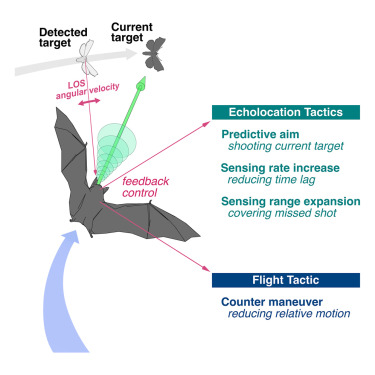 Detected target
Current target
LOS
angular velocity
feedback
control
Echolocation Tactics
Predictive aim
shooting current target
Sensing rate increase
reducing time lag
Sensing range expansion
covering missed shot
Flight Tactic
Counter maneuver
reducing relative motion